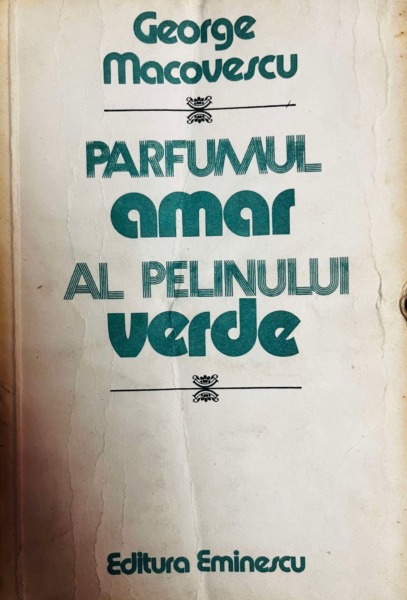 George
Macovescu
PARFUMUL
amar
AL PELINULUI
verde
Editura Eminescu